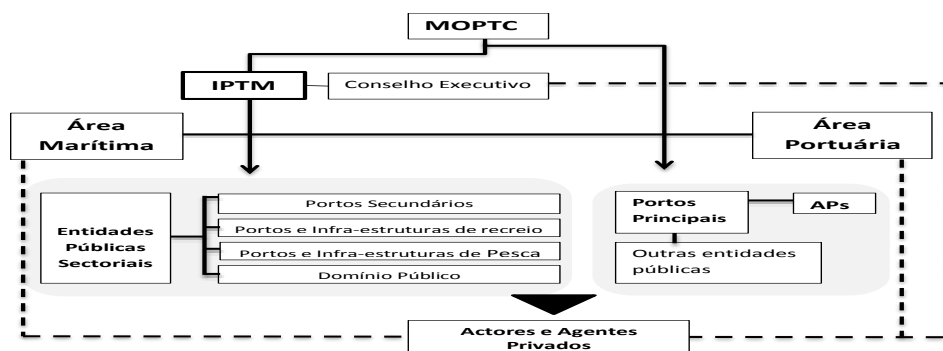 MOPTC
IPTM
Conselho Executivo
Área
Marítima
Área
Portuária
Entidades
Públicas
Sectoriais
Portos Secundários
Portos e Infra-estruturas de recreio
Portos e Infra-estruturas de Pesca
Domínio Público
Portos
Principais
APs
Outras entidades
públicas
Actores e Agentes
Privados